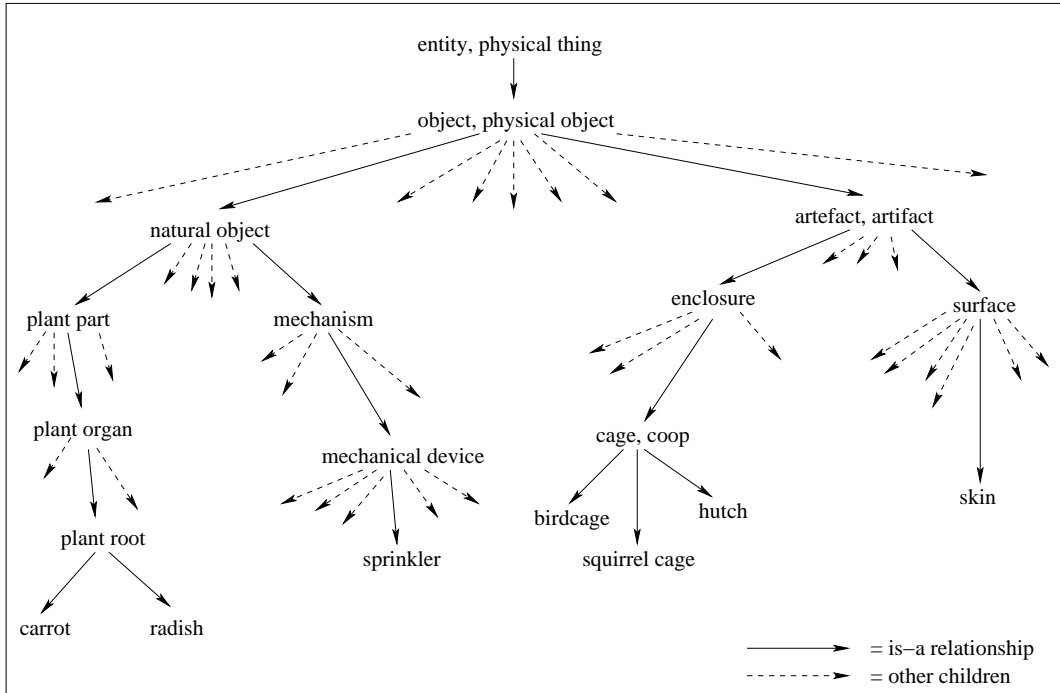 entity, physical thing
object, physical object
natural object
artefact, artifact
plant part
mechanism
enclosure
surface
plant organ
mechanical device
cage, coop
skin
birdcage
hutch
plant root
sprinkler
squirrel cage
carrot
radish
= is−a relationship
= other children